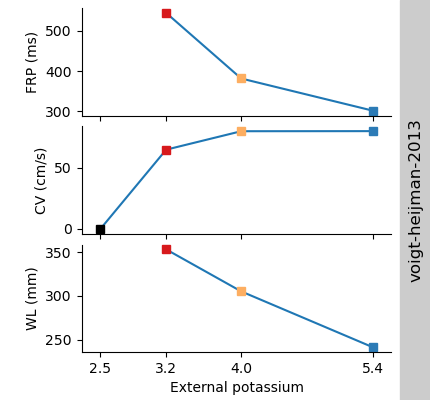 500
400
300
FRP (ms)
50
0
CV (cm/s)
350
300
250
WL (mm)
2.5 3.2 4.0 5.4
External potassium
voigt-heijman-2013